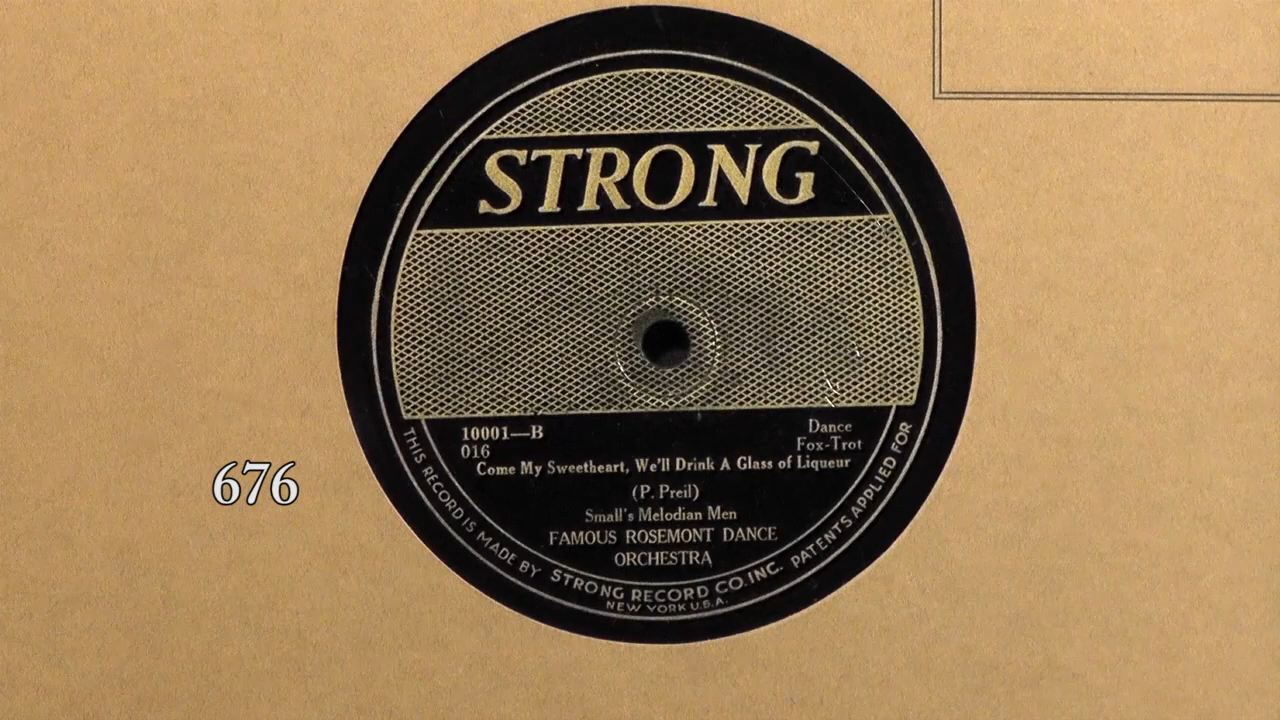 STRONG
10001—B
016
Dance
Fox-Trot
Come My Sweetheart, We'll Drink A Glass of Liqueur
(P. Preil)
Small's Melodian Men
FAMOUS ROSEMONT DANCE
ORCHESTRA
THIS RECORD IS MADE BY STRONG RECORD CO. INC. PATENTS APPLIED FOR
NEW YORK U.S.A.
676